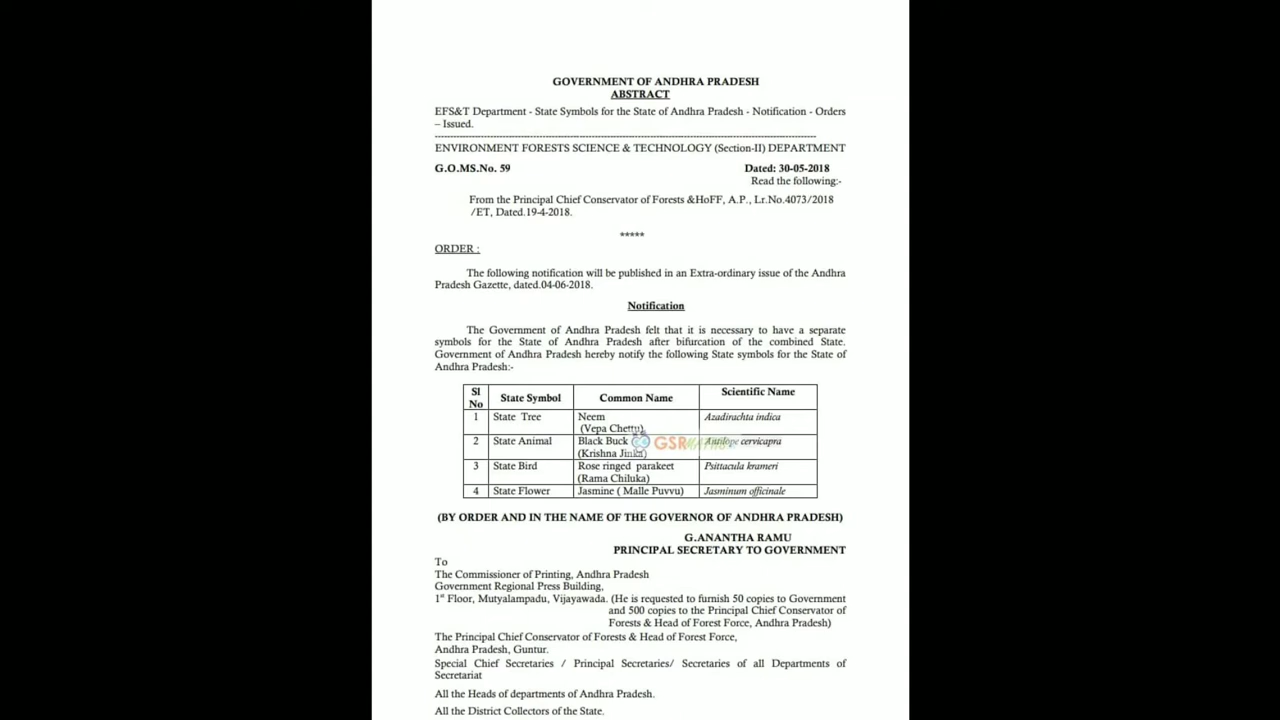 GOVERNMENT OF ANDHRA PRADESH
ABSTRACT
EFS&T Department - State Symbols for the State of Andhra Pradesh - Notification - Orders
– Issued.
--------------------------------------------------------------------------------
ENVIRONMENT FORESTS SCIENCE & TECHNOLOGY (Section-II) DEPARTMENT
G.O.MS.No. 59 Dated: 30-05-2018
Read the following:-
From the Principal Chief Conservator of Forests &HoFF, A.P., Lr.No.4073/2018
/ET, Dated.19-4-2018.
*****
ORDER :
The following notification will be published in an Extra-ordinary issue of the Andhra
Pradesh Gazette, dated.04-06-2018.
Notification
The Government of Andhra Pradesh felt that it is necessary to have a separate
symbols for the State of Andhra Pradesh after bifurcation of the combined State.
Government of Andhra Pradesh hereby notify the following State symbols for the State of
Andhra Pradesh:-
Sl No State Symbol Common Name Scientific Name
1 State Tree Neem Azadirachta indica
(Vepa Chettu)
2 State Animal Black Buck GSR Antilope cervicapra
(Krishna Jinka)
3 State Bird Rose ringed parakeet Psittacula krameri
(Rama Chiluka)
4 State Flower Jasmine ( Malle Puvvu) Jasminum officinale
(BY ORDER AND IN THE NAME OF THE GOVERNOR OF ANDHRA PRADESH)
G.ANANTHA RAMU
PRINCIPAL SECRETARY TO GOVERNMENT
To
The Commissioner of Printing, Andhra Pradesh
Government Regional Press Building,
1st Floor, Mutyalampadu, Vijayawada. (He is requested to furnish 50 copies to Government
and 500 copies to the Principal Chief Conservator of
Forests & Head of Forest Force, Andhra Pradesh)
The Principal Chief Conservator of Forests & Head of Forest Force,
Andhra Pradesh, Guntur.
Special Chief Secretaries / Principal Secretaries/ Secretaries of all Departments of
Secretariat
All the Heads of departments of Andhra Pradesh.
All the District Collectors of the State.